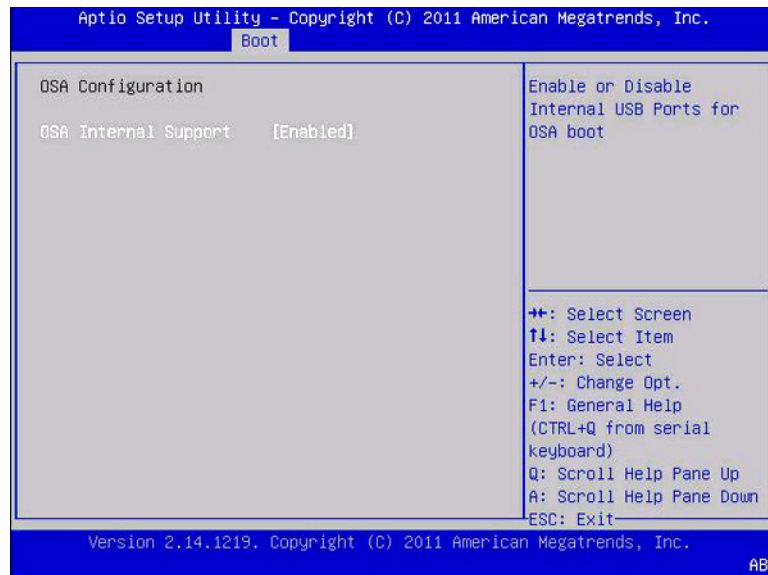 Aptio Setup Utility – Copyright (C) 2011 American Megatrends, Inc.
Boot
OSA Configuration
OSA Internal Support [Enabled]
Enable or Disable
Internal USB Ports for
OSA boot
→←: Select Screen
↑↓: Select Item
Enter: Select
+/-: Change Opt.
F1: General Help
(CTRL+Q from serial
keyboard)
Q: Scroll Help Pane Up
A: Scroll Help Pane Down
ESC: Exit
Version 2.14.1219. Copyright (C) 2011 American Megatrends, Inc.
AB